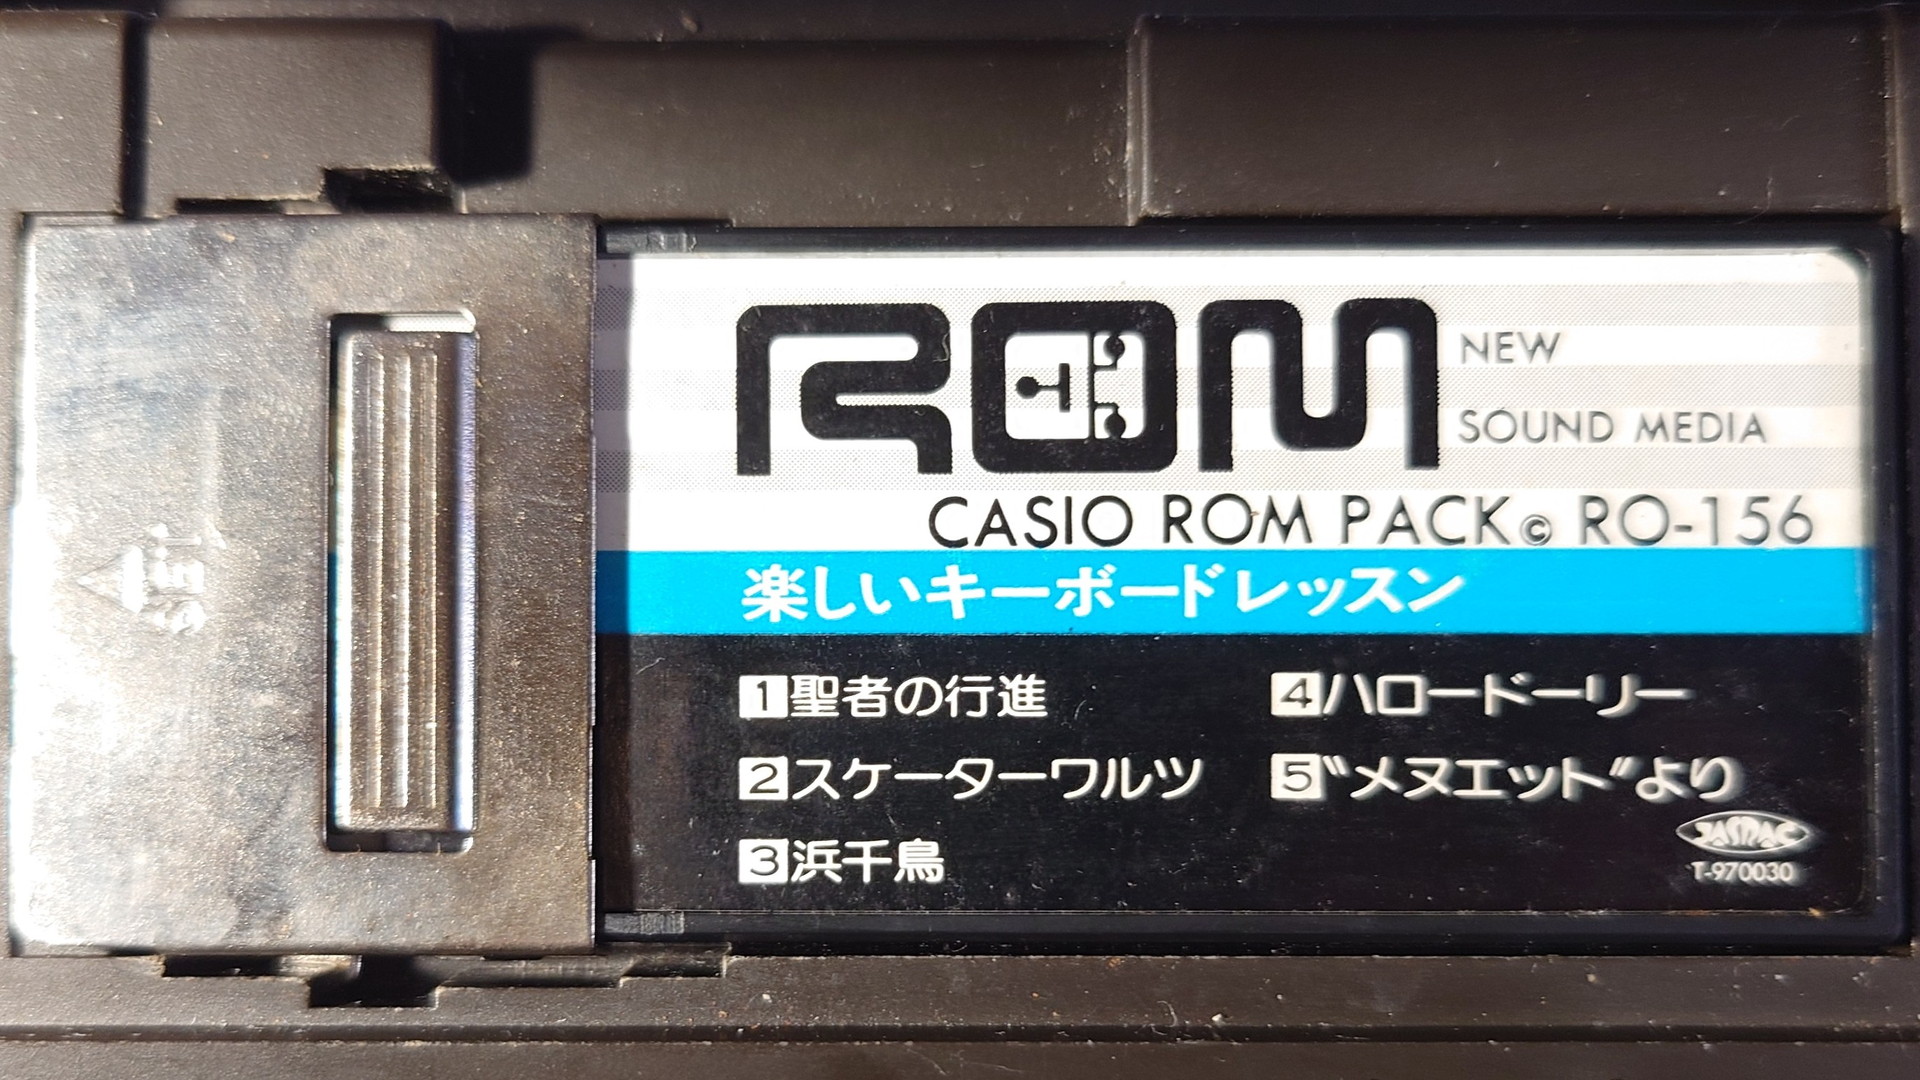 SET
ROM
NEW
SOUND MEDIA
CASIO ROM PACK© RO-156
楽しいキーボードレッスン
1聖者の行進
2スケーターワルツ
3浜千鳥
4ハロードーリー
5“メヌエット”より
JASRAC
T-970030